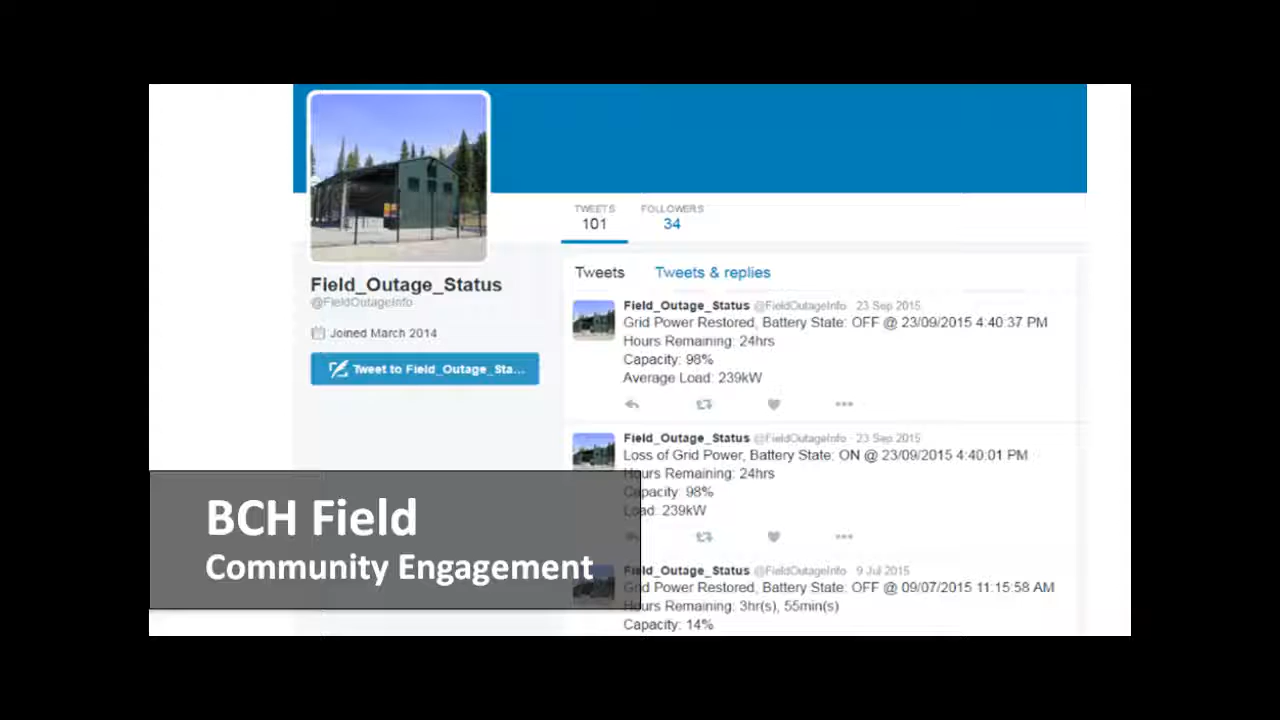 TWEETS
101
FOLLOWERS
34
Field_Outage_Status
@FieldOutageInfo
Joined March 2014
Tweet to Field_Outage_Sta...
Tweets
Tweets & replies
Field_Outage_Status @FieldOutageInfo · 23 Sep 2015
Grid Power Restored, Battery State: OFF @ 23/09/2015 4:40:37 PM
Hours Remaining: 24hrs
Capacity: 98%
Average Load: 239kW
Field_Outage_Status @FieldOutageInfo · 23 Sep 2015
Loss of Grid Power, Battery State: ON @ 23/09/2015 4:40:01 PM
Hours Remaining: 24hrs
Capacity: 98%
Load: 239kW
Field_Outage_Status @FieldOutageInfo · 9 Jul 2015
Grid Power Restored, Battery State: OFF @ 09/07/2015 11:15:58 AM
Hours Remaining: 3hr(s), 55min(s)
Capacity: 14%
BCH Field
Community Engagement